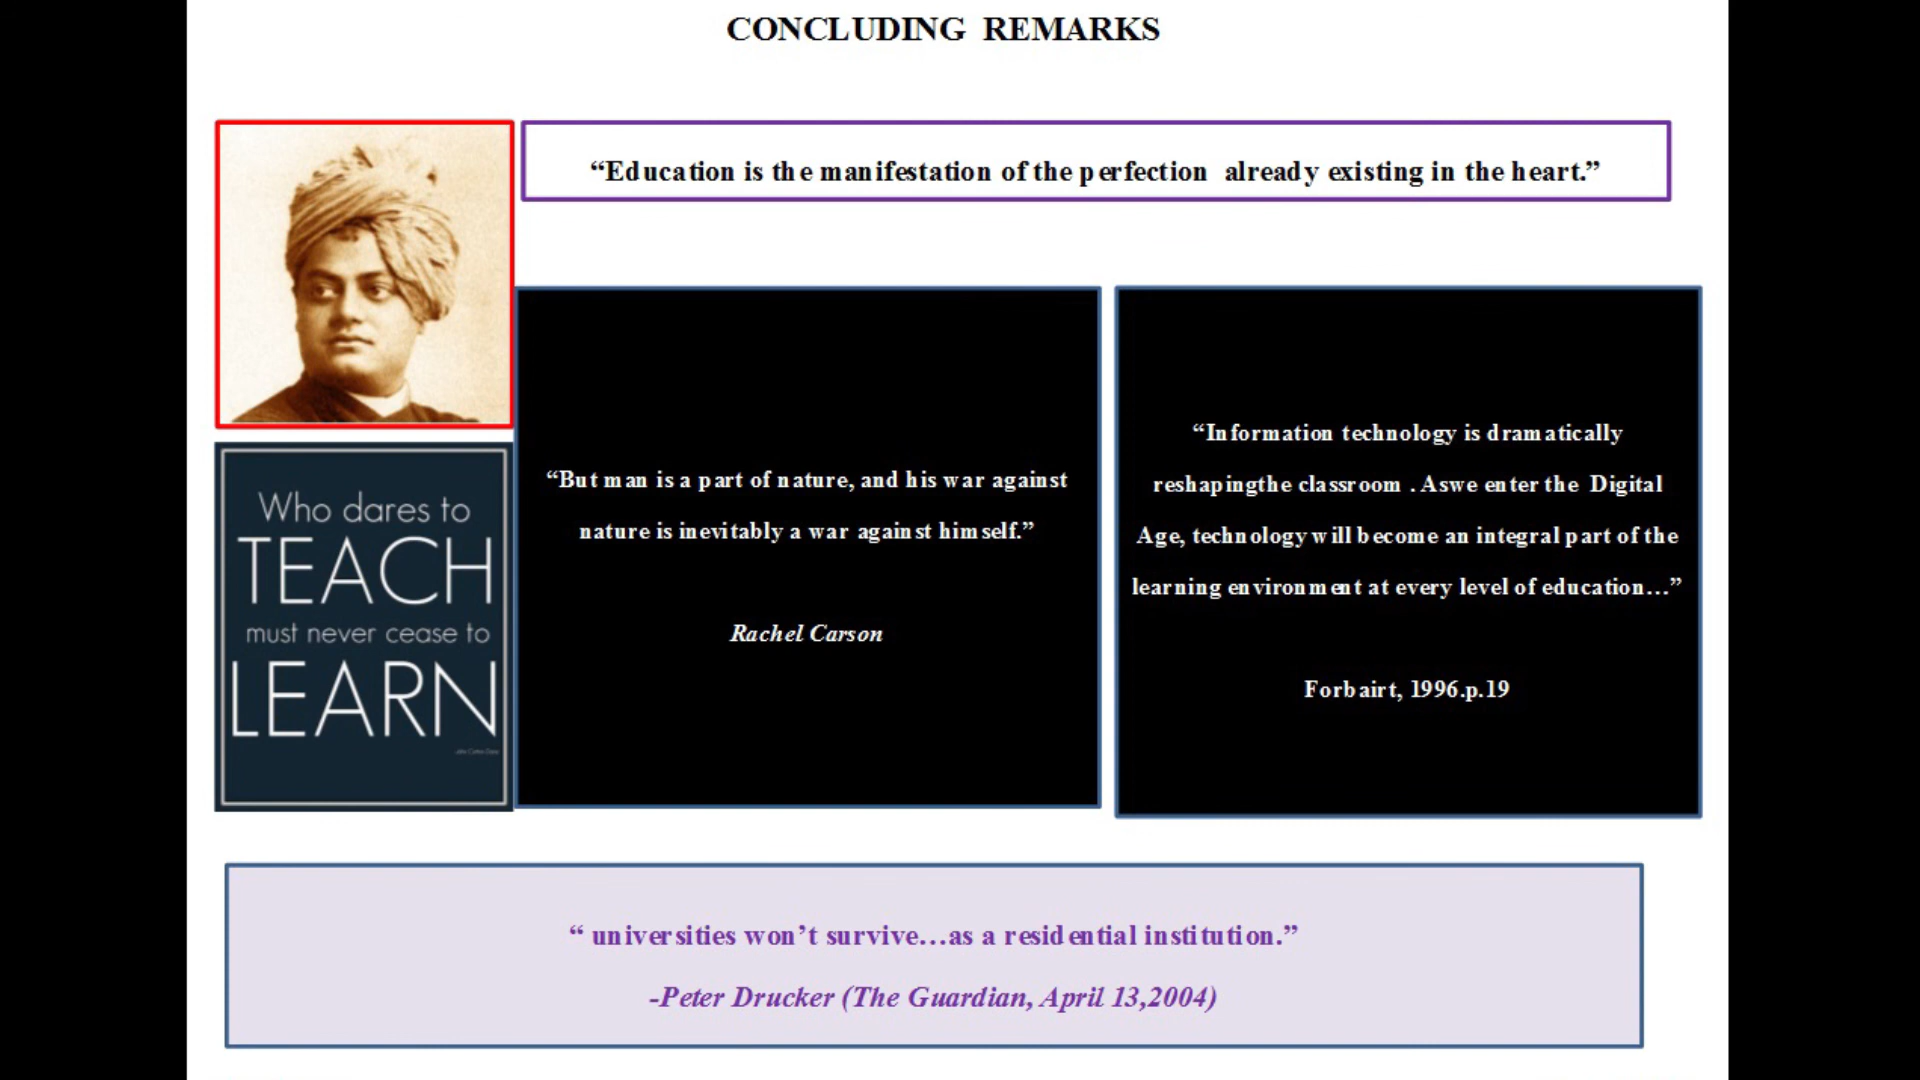 CONCLUDING REMARKS
“Education is the manifestation of the perfection already existing in the heart.”
Who dares to
TEACH
must never cease to
LEARN
“But man is a part of nature, and his war against
nature is inevitably a war against himself.”
Rachel Carson
“Information technology is dramatically
reshapingthe classroom . Aswe enter the Digital
Age, technology will become an integral part of the
learning environment at every level of education…”
Forbairt, 1996.p.19
“ universities won’t survive…as a residential institution.”
-Peter Drucker (The Guardian, April 13,2004)